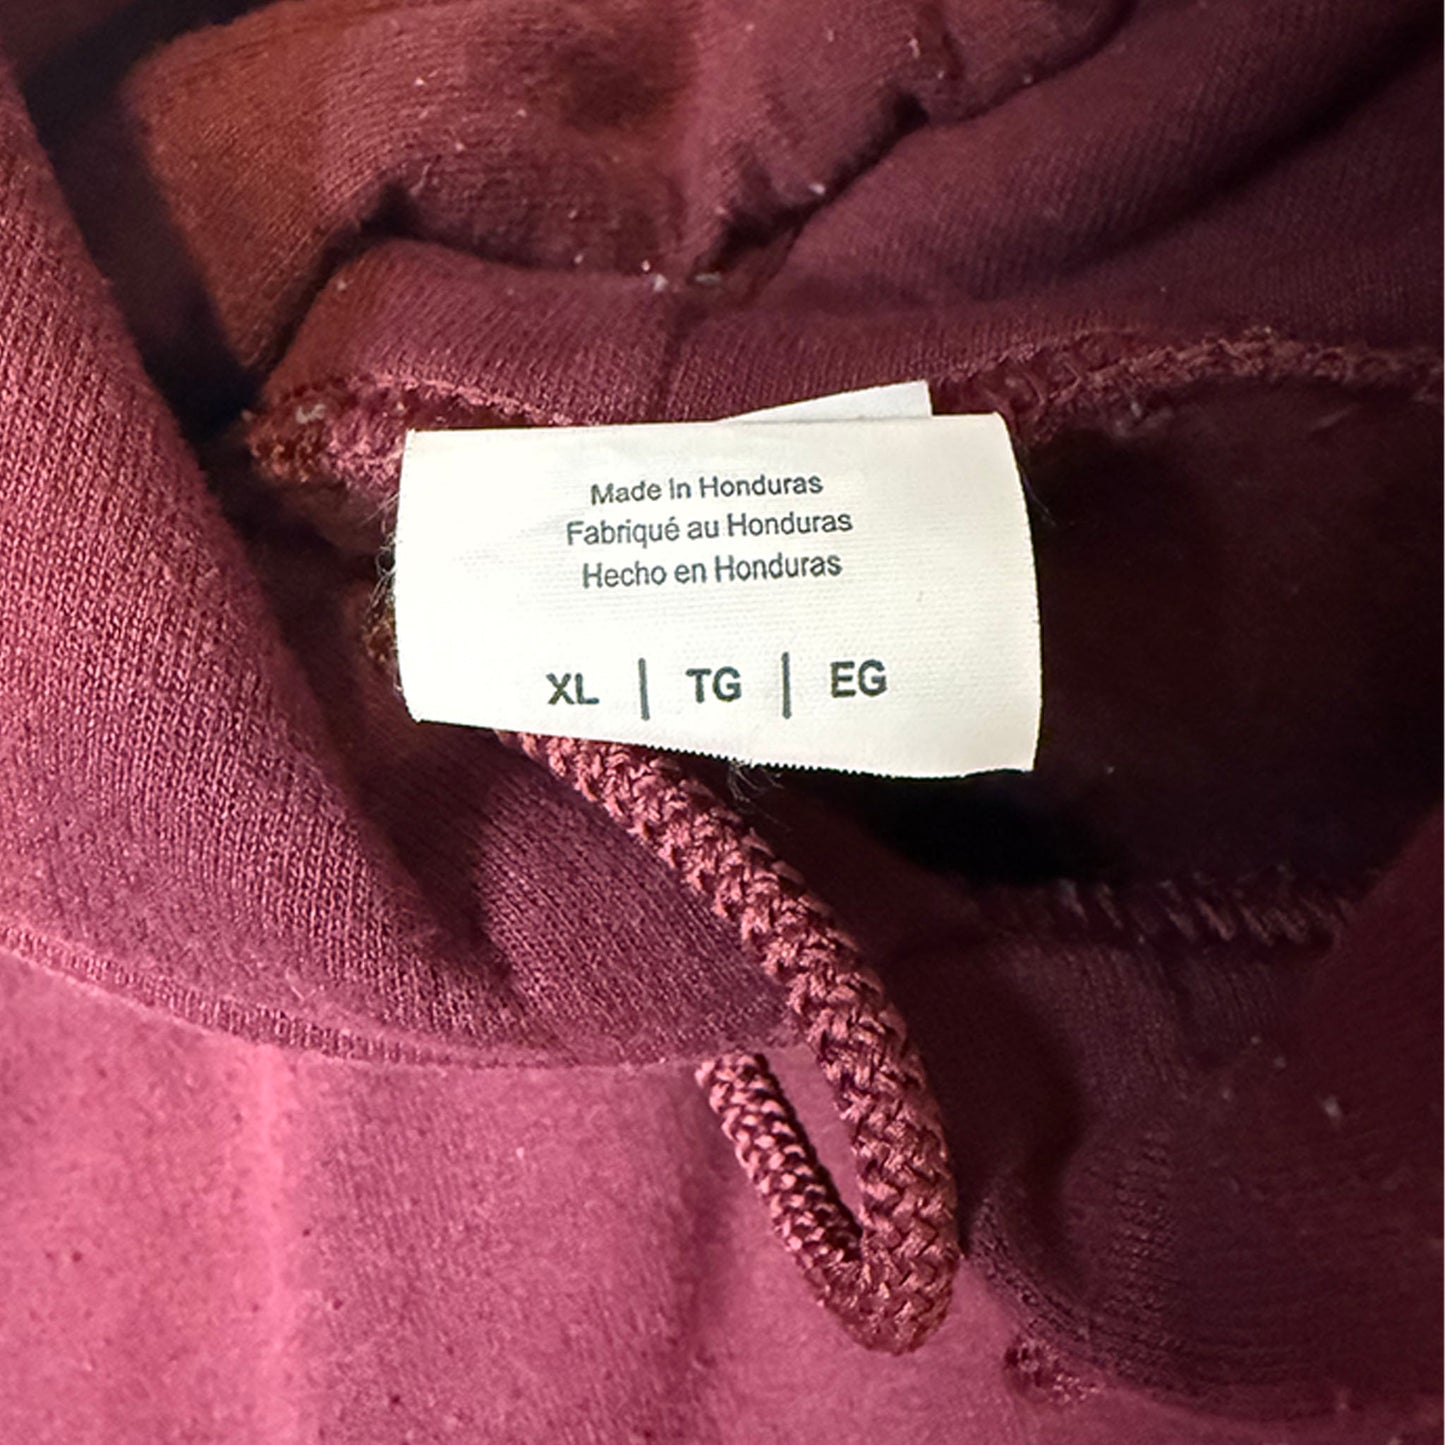 Made in Honduras
Fabriqué au Honduras
Hecho en Honduras
XL | TG | EG